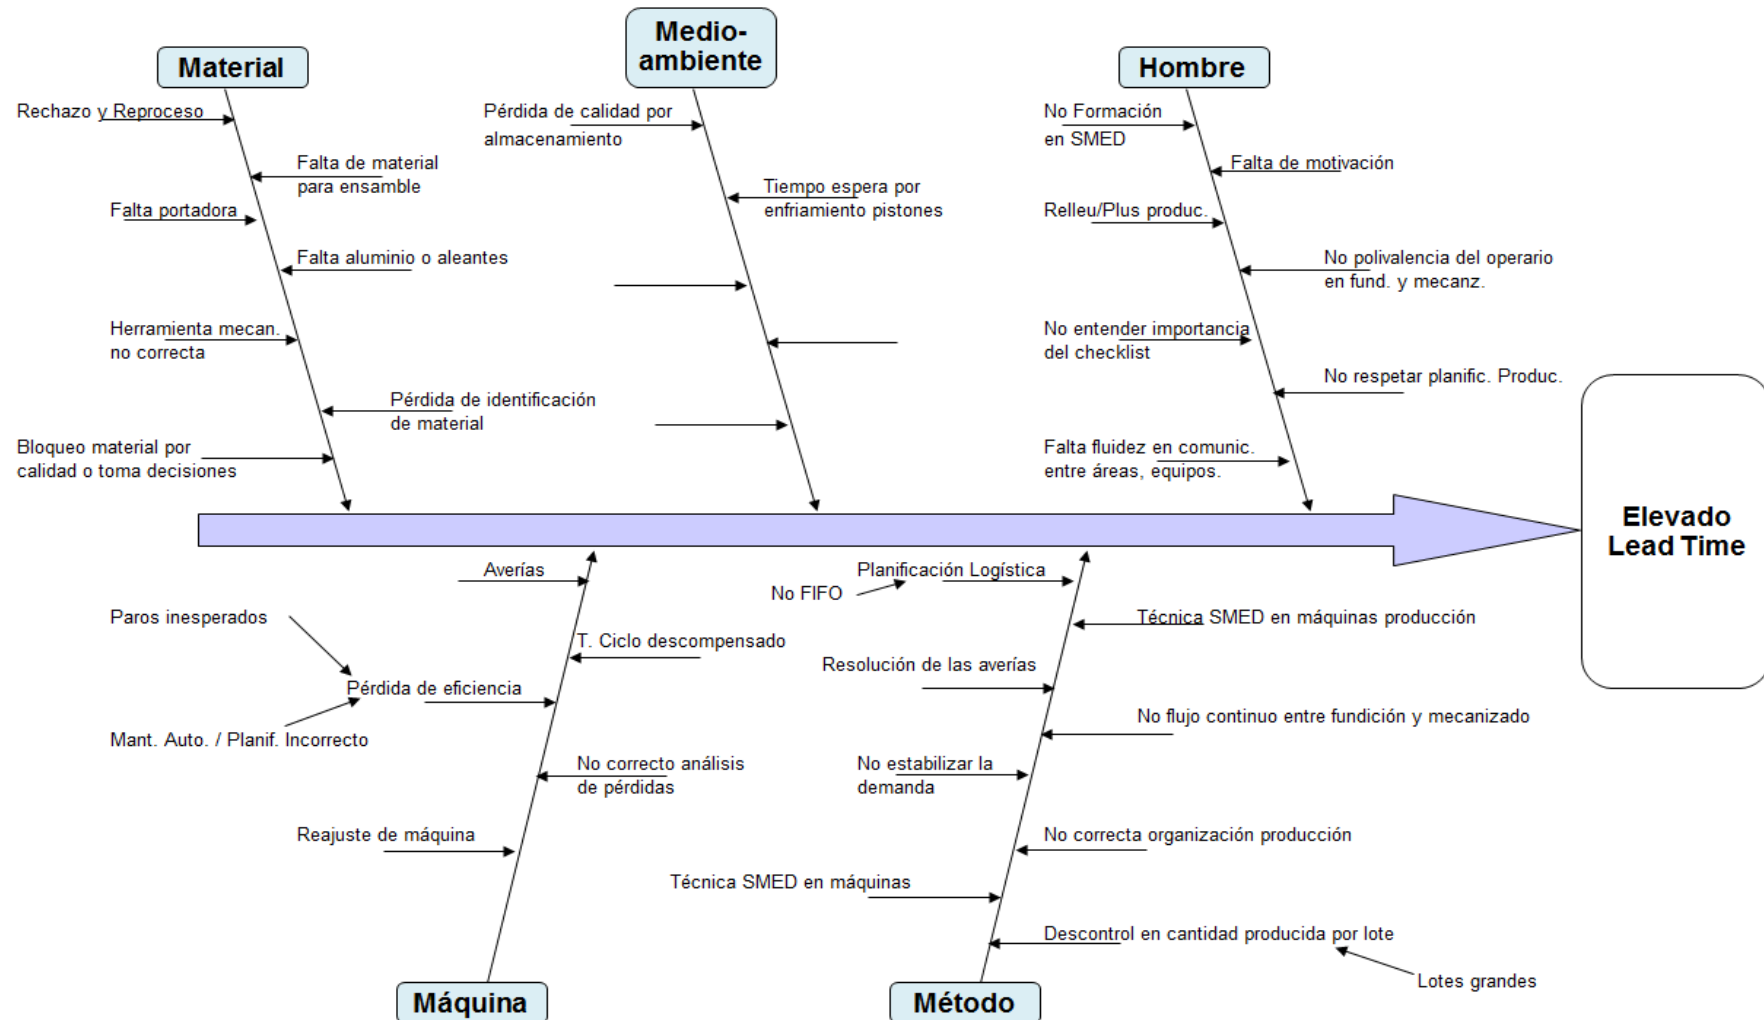 Material
Medio-
ambiente
Hombre
Rechazo y Reproceso
Falta de material
para ensamble
Falta portadora
Falta aluminio o aleantes
Herramienta mecan.
no correcta
Pérdida de identificación
de material
Bloqueo material por
calidad o toma decisiones
Pérdida de calidad por
almacenamiento
Tiempo espera por
enfriamiento pistones
No Formación
en SMED
Falta de motivación
Relleu/Plus produc.
No polivalencia del operario
en fund. y mecanz.
No entender importancia
del checklist
No respetar planific. Produc.
Falta fluidez en comunic.
entre áreas, equipos.
Elevado
Lead Time
Averías
Paros inesperados
T. Ciclo descompensado
Pérdida de eficiencia
Mant. Auto. / Planif. Incorrecto
No correcto análisis
de pérdidas
Reajuste de máquina
Planificación Logística
No FIFO
Técnica SMED en máquinas producción
Resolución de las averías
No flujo continuo entre fundición y mecanizado
No estabilizar la
demanda
No correcta organización producción
Técnica SMED en máquinas
Descontrol en cantidad producida por lote
Lotes grandes
Máquina
Método